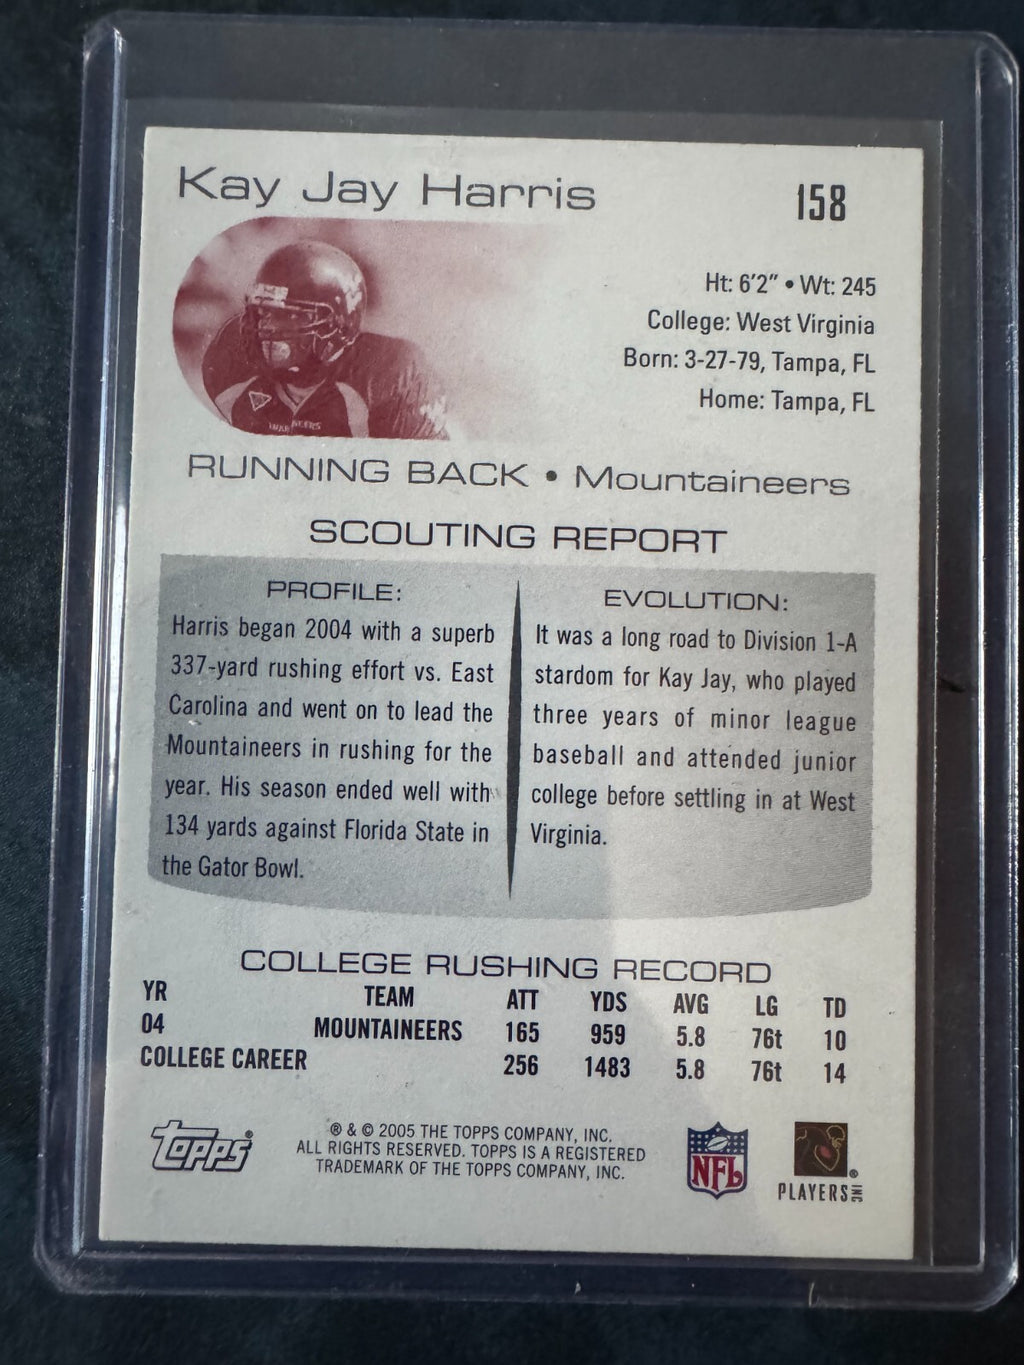 Kay Jay Harris
158
Ht: 6'2" • Wt: 245
College: West Virginia
Born: 3-27-79, Tampa, FL
Home: Tampa, FL
RUNNING BACK • Mountaineers
SCOUTING REPORT
PROFILE:
Harris began 2004 with a superb
337-yard rushing effort vs. East
Carolina and went on to lead the
Mountaineers in rushing for the
year. His season ended well with
134 yards against Florida State in
the Gator Bowl.
EVOLUTION:
It was a long road to Division 1-A
stardom for Kay Jay, who played
three years of minor league
baseball and attended junior
college before settling in at West
Virginia.
COLLEGE RUSHING RECORD
YR TEAM ATT YDS AVG LG TD
04 MOUNTAINEERS 165 959 5.8 76t 10
COLLEGE CAREER 256 1483 5.8 76t 14
TOPPS®
® & © 2005 THE TOPPS COMPANY, INC.
ALL RIGHTS RESERVED. TOPPS IS A REGISTERED
TRADEMARK OF THE TOPPS COMPANY, INC.
NFL
®
PLAYERS INC